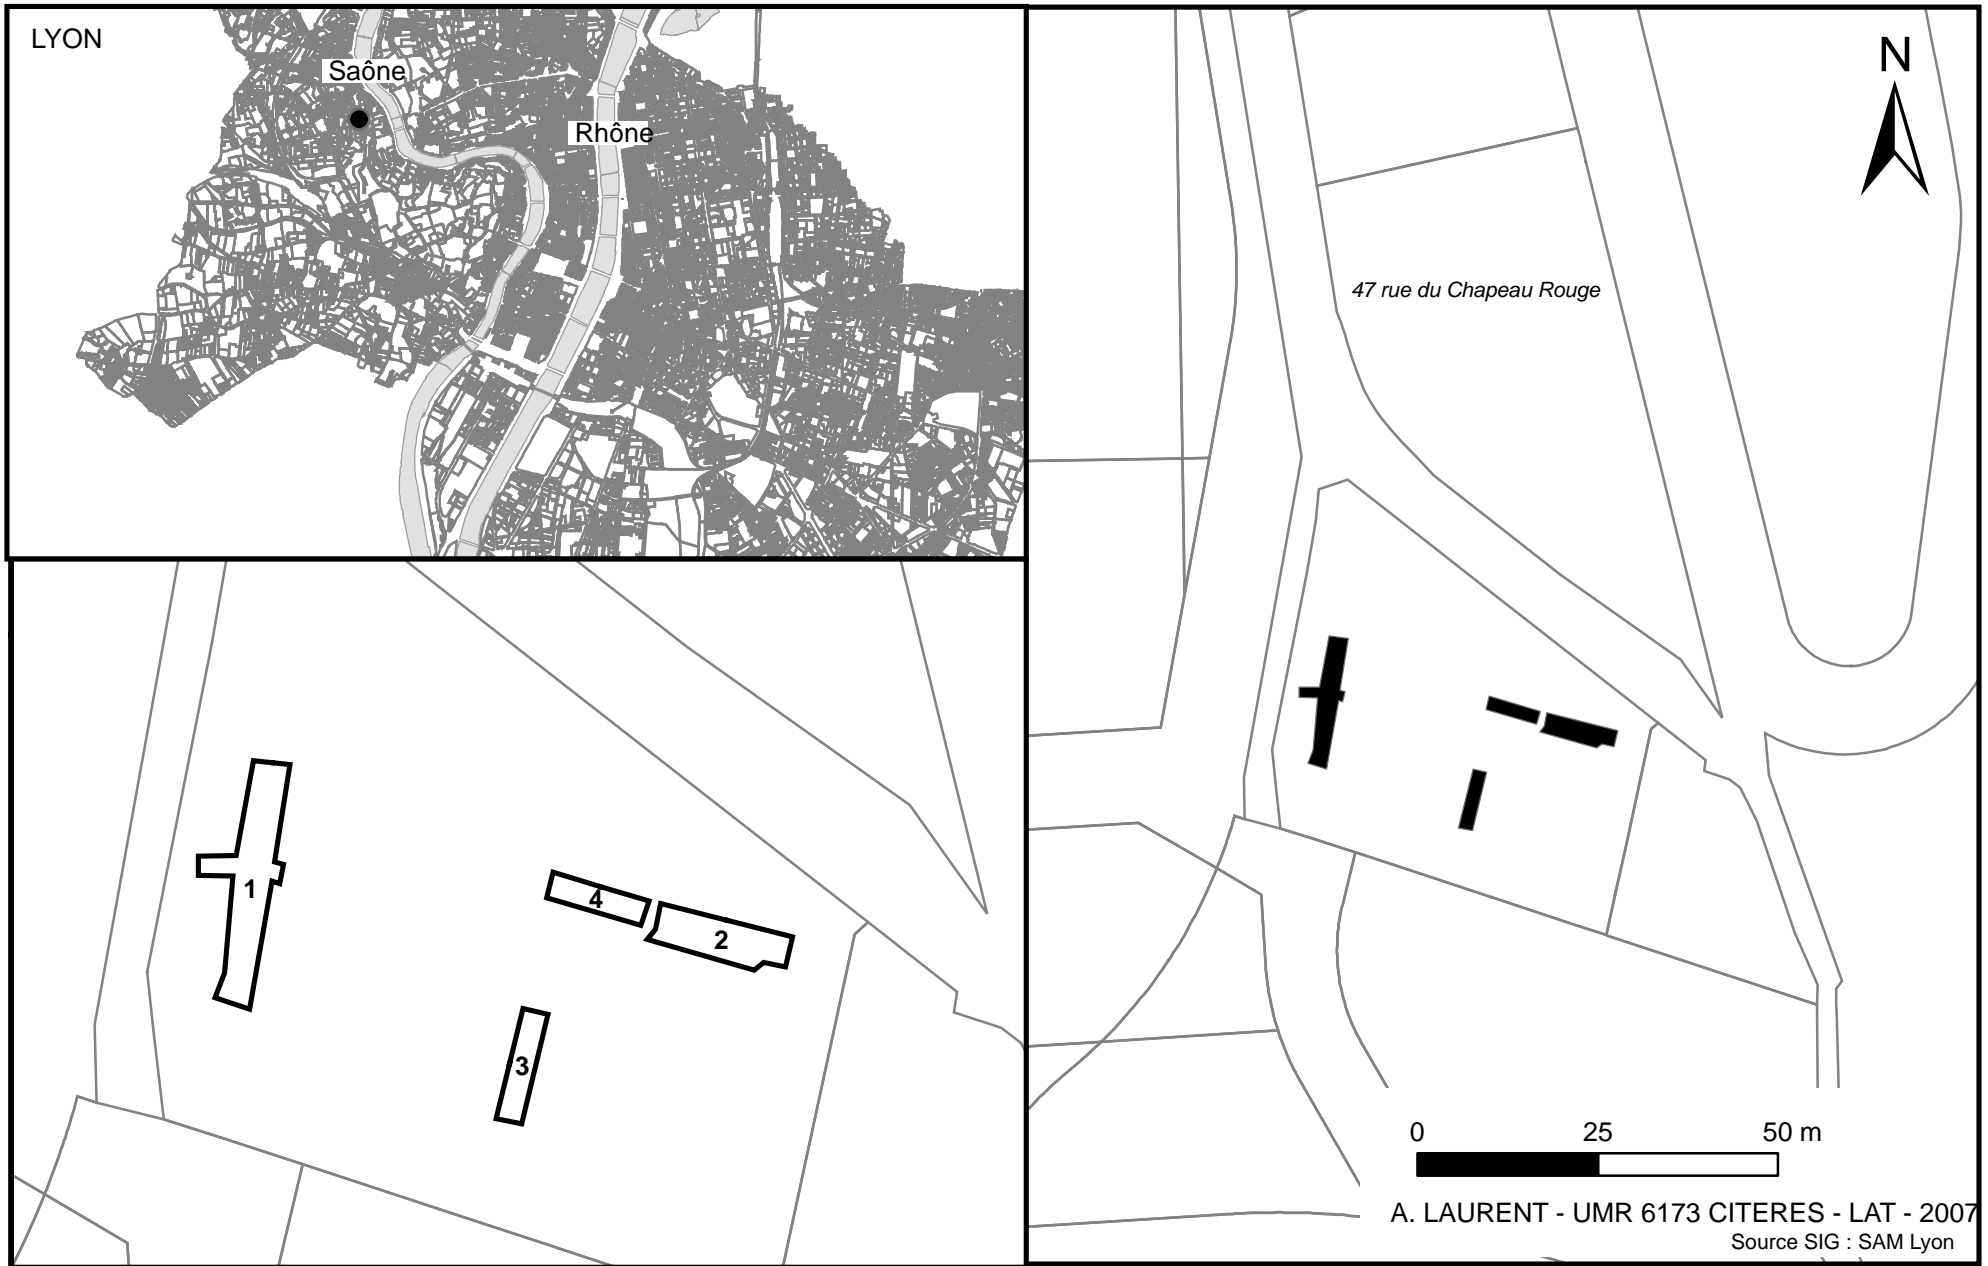 LYON
Saône
Rhône
N
47 rue du Chapeau Rouge
1
4
2
3
0 25 50 m
A. LAURENT - UMR 6173 CITERES - LAT - 2007
Source SIG : SAM Lyon